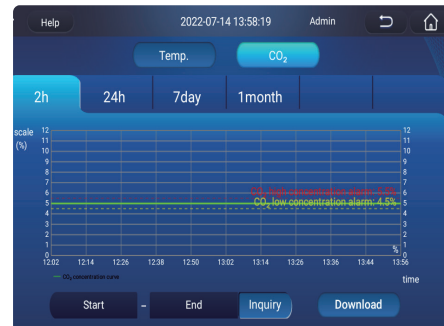 Help 2022-07-14 13:58:19 Admin
Temp. CO₂
2h 24h 7day 1month
scale
(%)
12 12
11 11
10 10
9 9
8 8
7 7
6 6
5 5
4 4
3 3
2 2
1 1
0 0
CO₂ low concentration alarm: 4.5%
%
12:02 12:14 12:26 12:38 12:50 13:02 13:14 13:26 13:36 13:44 13:56
CO₂ concentration curve
time
Start - End Inquiry Download